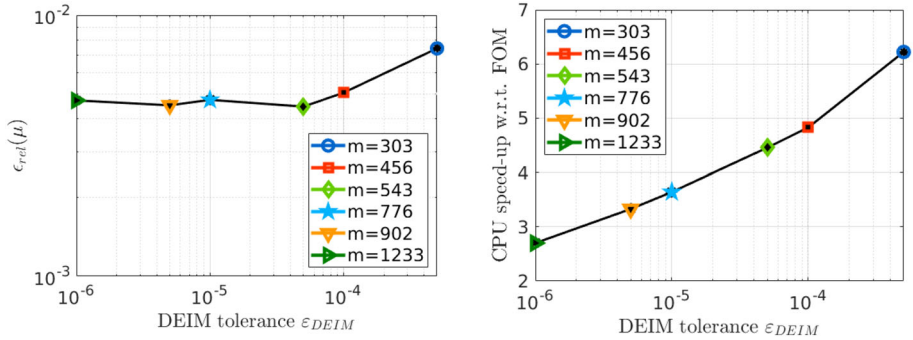 10^-2
ϵ_rel(μ)
m=303
m=456
m=543
m=776
m=902
m=1233
10^-3
10^-6 10^-5 10^-4
DEIM tolerance ε_DEIM
7
6
5
4
3
2
CPU speed-up w.r.t. FOM
m=303
m=456
m=543
m=776
m=902
m=1233
10^-6 10^-5 10^-4
DEIM tolerance ε_DEIM